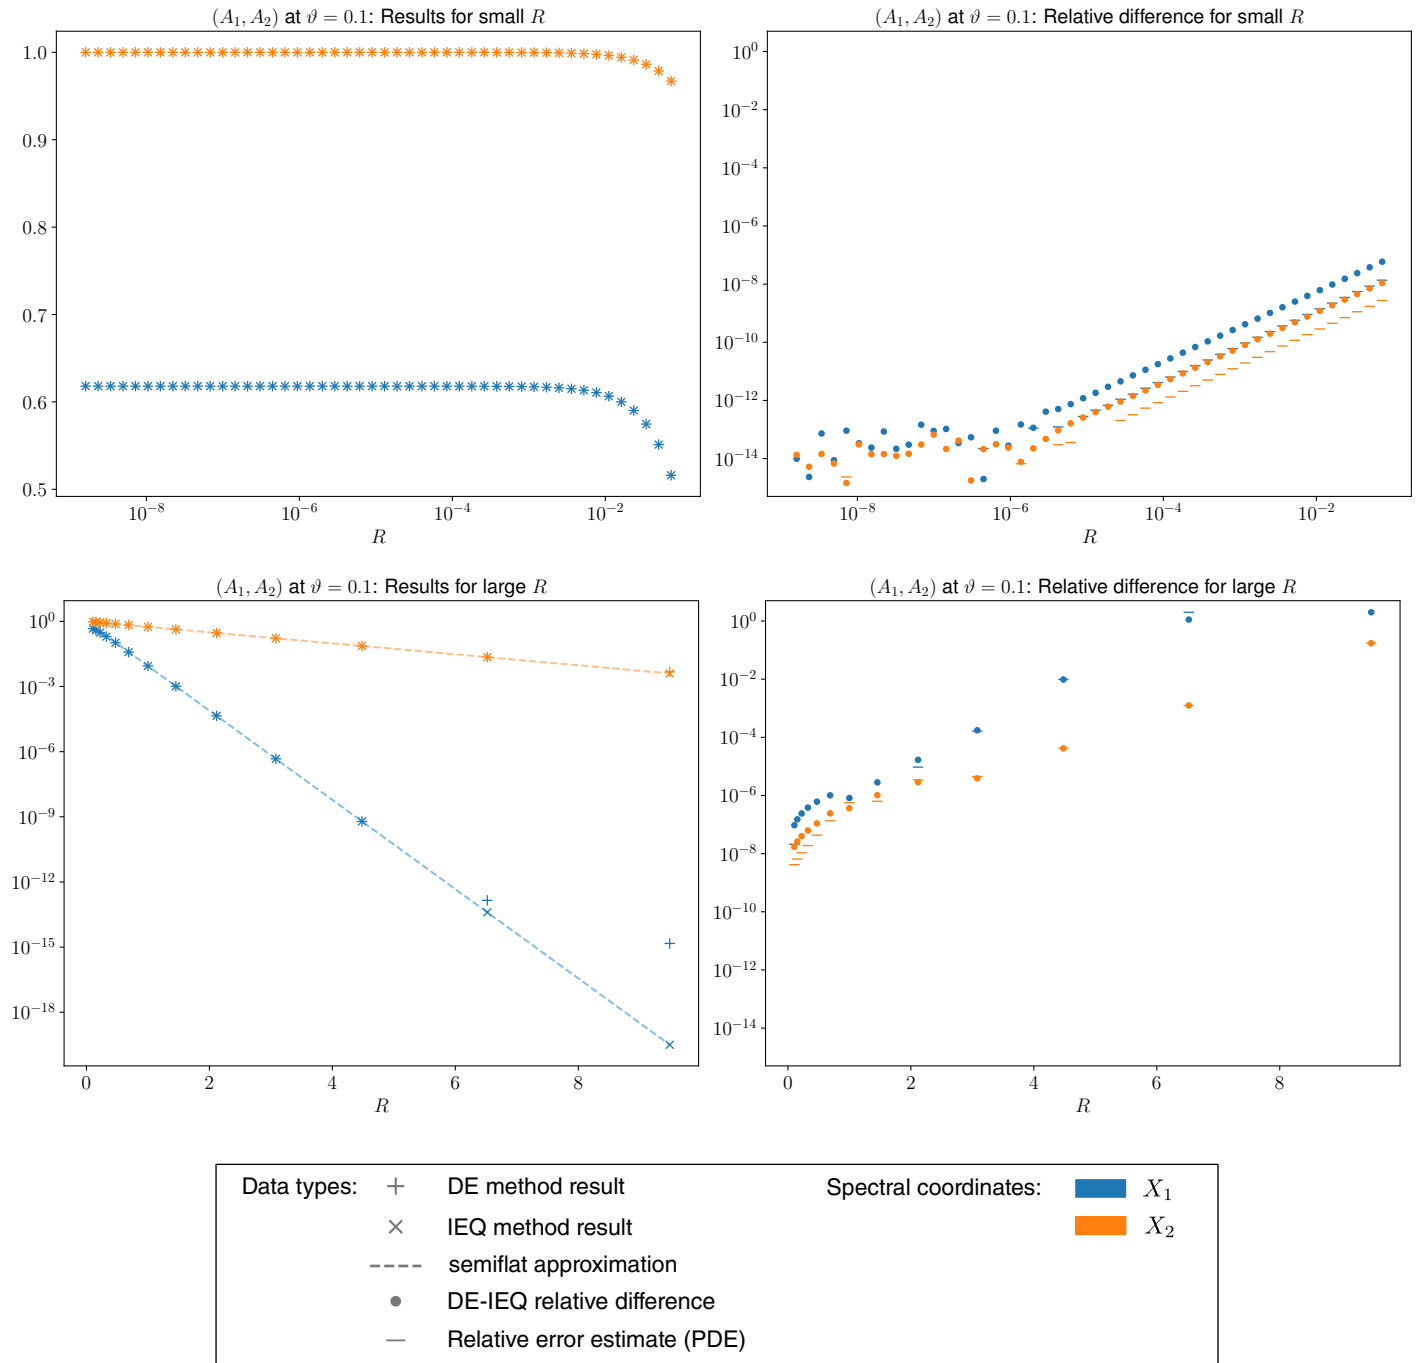 (A₁, A₂) at ϑ = 0.1: Results for small R
1.0
0.9
0.8
0.7
0.6
0.5
10⁻⁸
10⁻⁶
10⁻⁴
10⁻²
R
(A₁, A₂) at ϑ = 0.1: Relative difference for small R
10⁰
10⁻²
10⁻⁴
10⁻⁶
10⁻⁸
10⁻¹⁰
10⁻¹²
10⁻¹⁴
10⁻⁸
10⁻⁶
10⁻⁴
10⁻²
R
(A₁, A₂) at ϑ = 0.1: Results for large R
10⁰
10⁻³
10⁻⁶
10⁻⁹
10⁻¹²
10⁻¹⁵
10⁻¹⁸
0
2
4
6
8
R
(A₁, A₂) at ϑ = 0.1: Relative difference for large R
10⁰
10⁻²
10⁻⁴
10⁻⁶
10⁻⁸
10⁻¹⁰
10⁻¹²
10⁻¹⁴
0
2
4
6
8
R
Data types:
DE method result
IEQ method result
semiflat approximation
DE-IEQ relative difference
Relative error estimate (PDE)
Spectral coordinates:
X₁
X₂